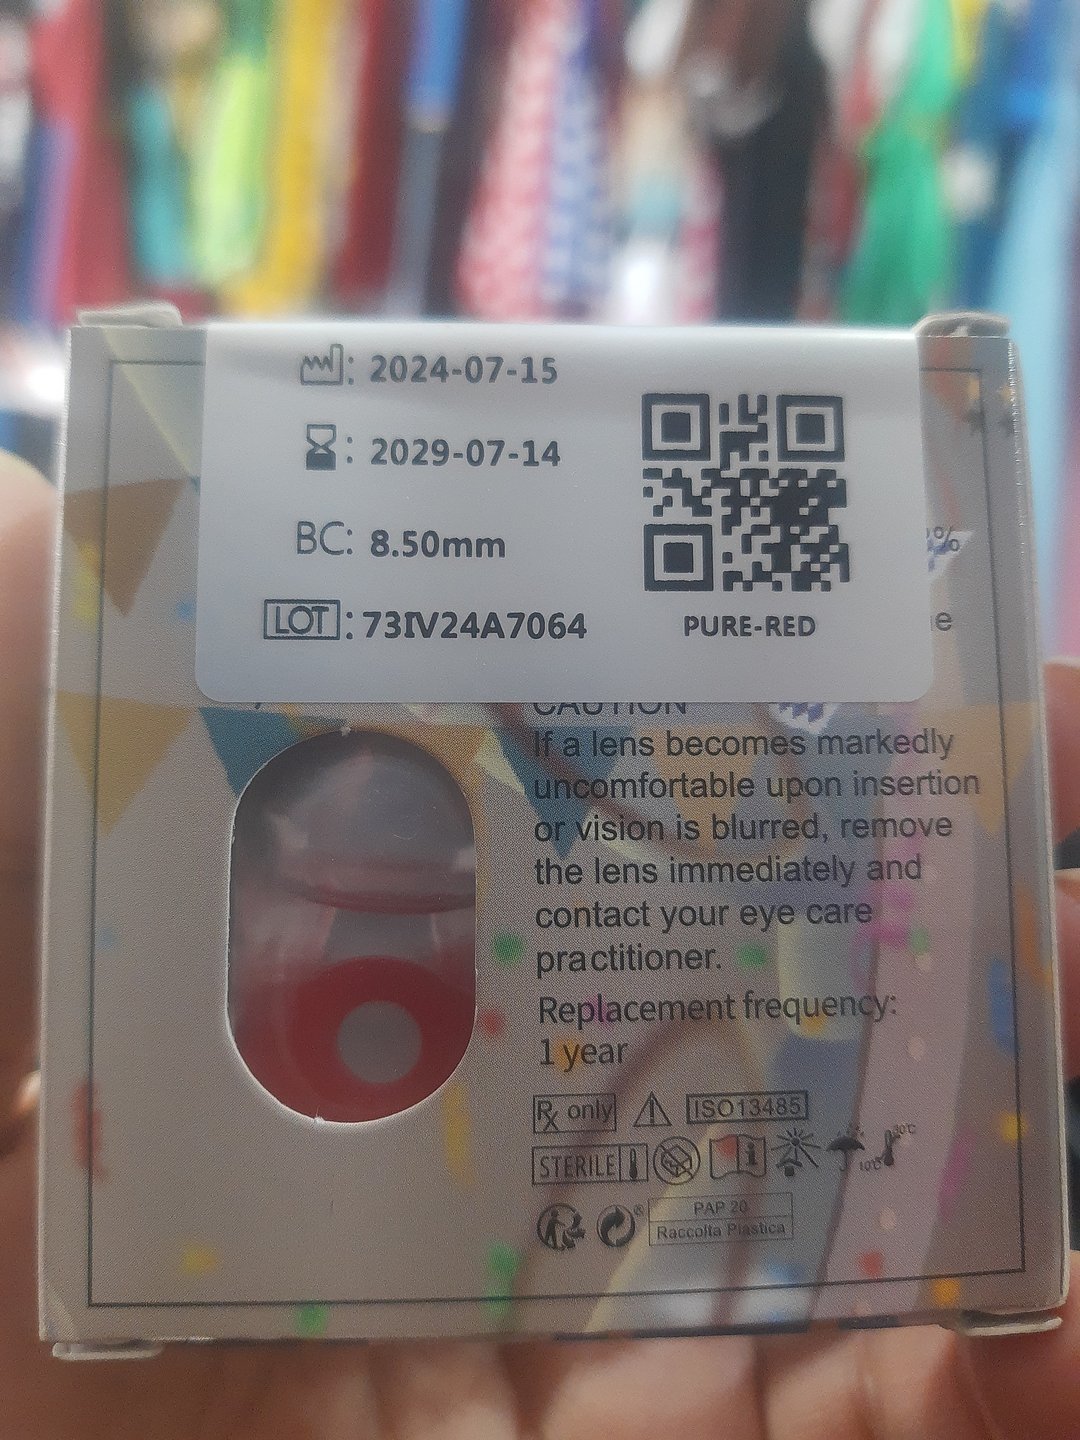 : 2024-07-15
: 2029-07-14
BC: 8.50mm
LOT : 73IV24A7064
PURE-RED
%
e
CAUTION
If a lens becomes markedly
uncomfortable upon insertion
or vision is blurred, remove
the lens immediately and
contact your eye care
practitioner.
Replacement frequency:
1 year
Rx only ISO13485
STERILE i 30°C
10°C
PAP 20
Raccolta Plastica